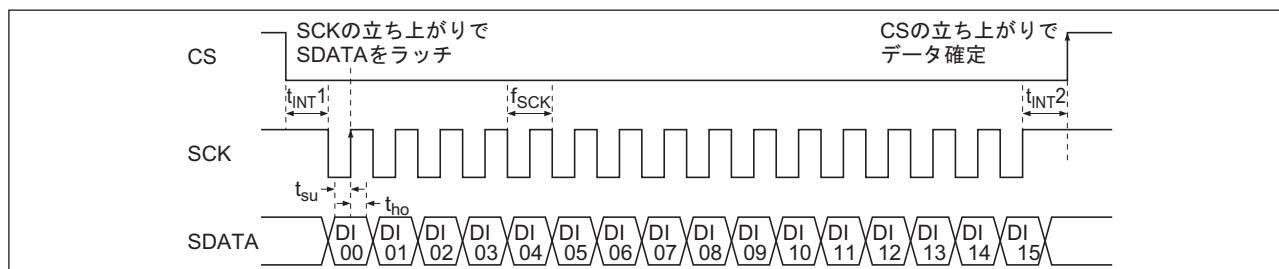 SCKの立ち上がりで
SDATAをラッチ
CSの立ち上がりで
データ確定
CS
tINT1
fSCK
tINT2
SCK
tsu
tho
SDATA
DI 00
DI 01
DI 02
DI 03
DI 04
DI 05
DI 06
DI 07
DI 08
DI 09
DI 10
DI 11
DI 12
DI 13
DI 14
DI 15